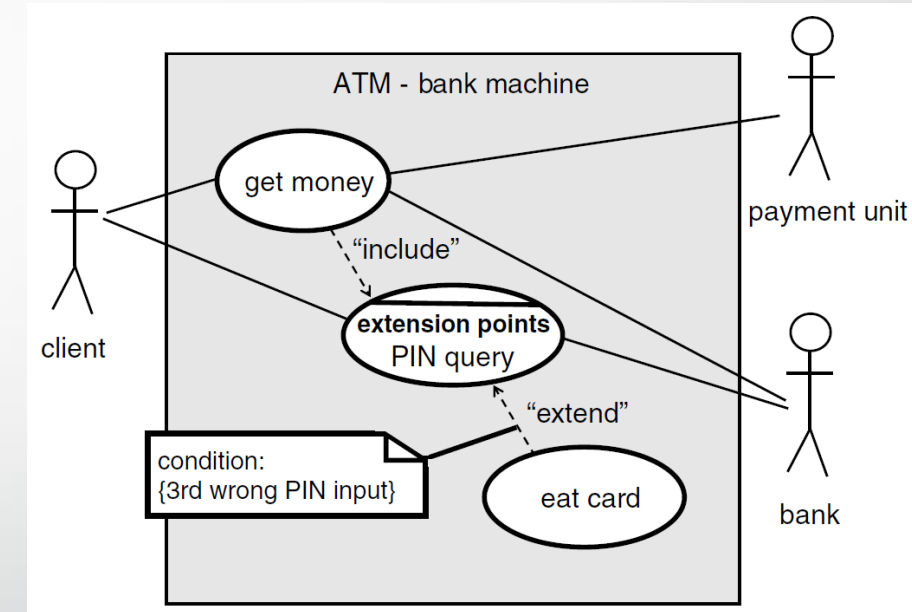 ATM - bank machine
get money
payment unit
"include"
client
extension points
PIN query
"extend"
condition:
{3rd wrong PIN input}
eat card
bank